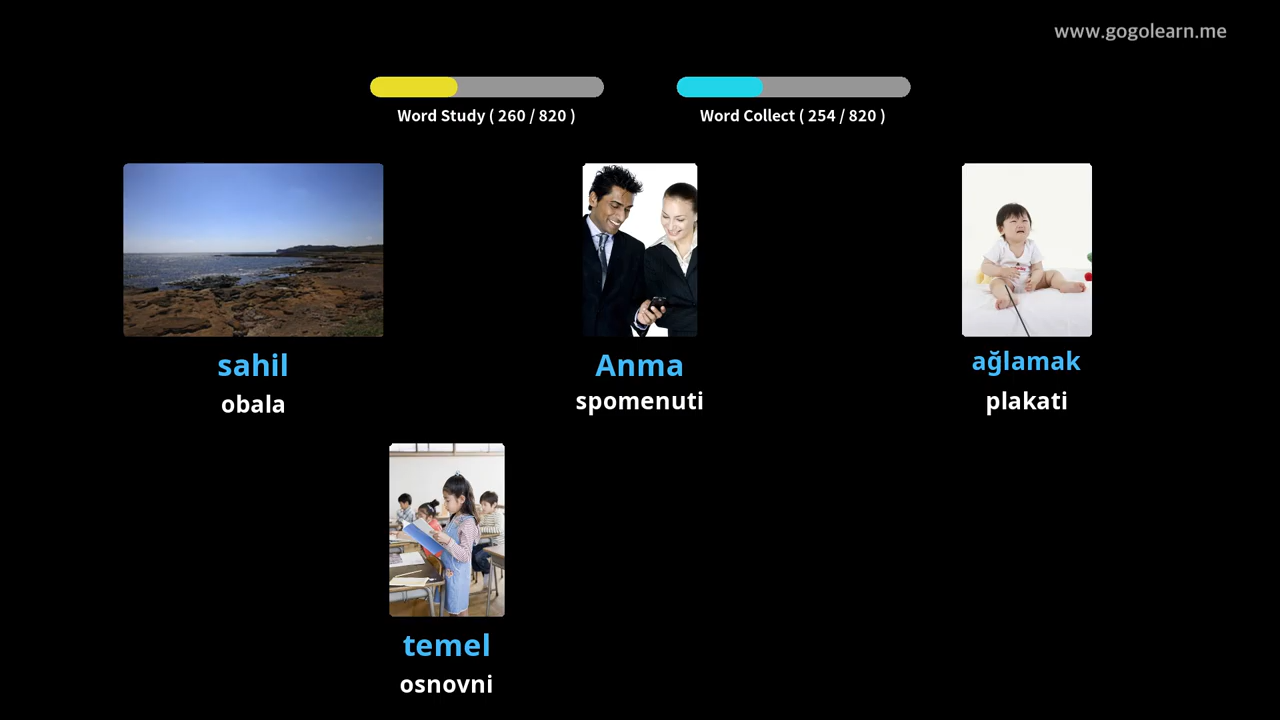 www.gogolearn.me
Word Study ( 260 / 820 )
Word Collect ( 254 / 820 )
sahil
obala
Anma
spomenuti
ağlamak
plakati
temel
osnovni